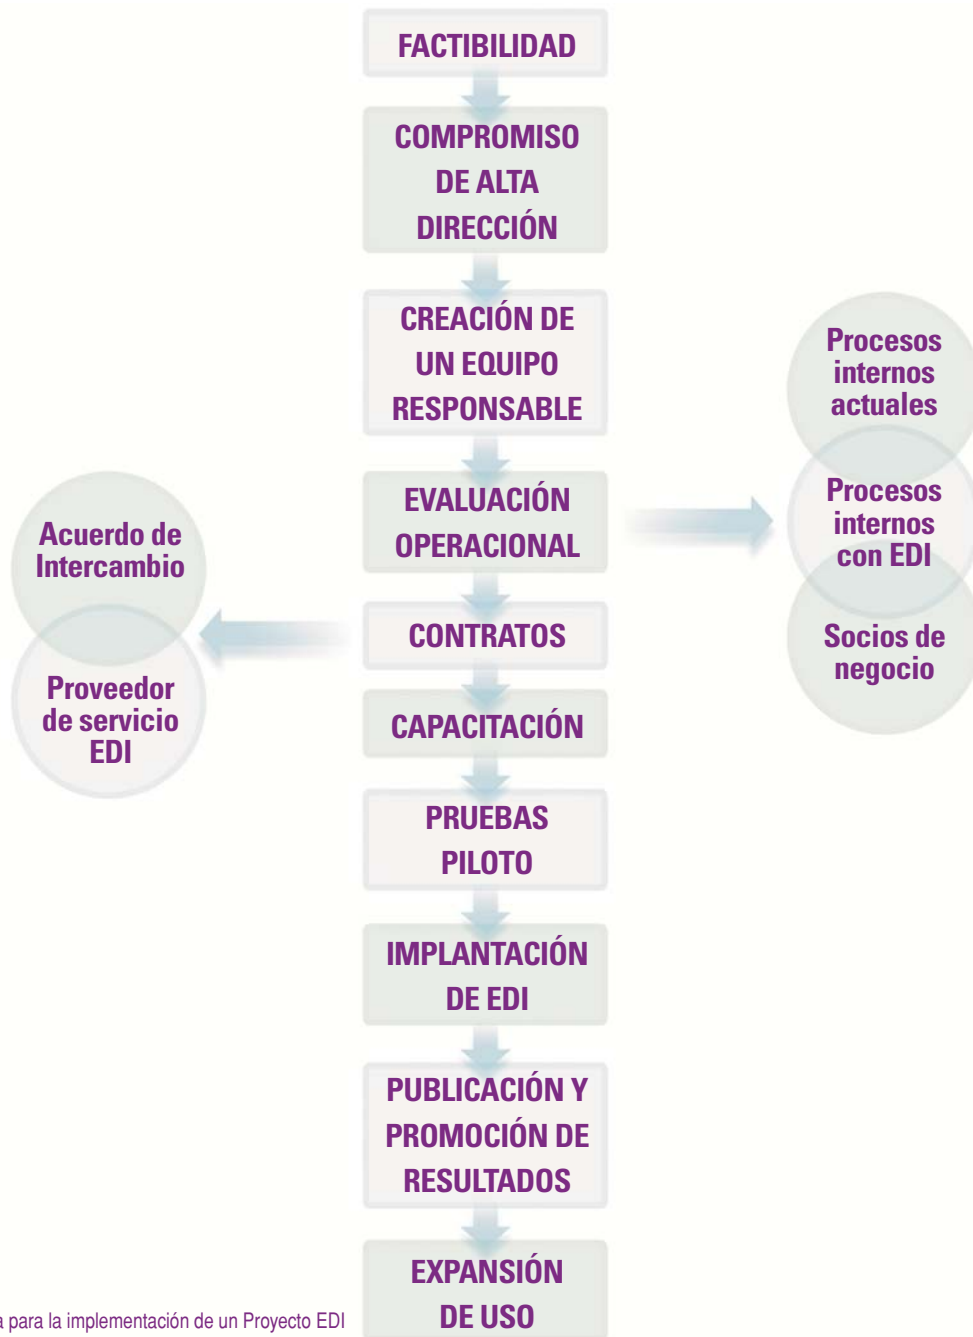 FACTIBILIDAD
COMPROMISO
DE ALTA
DIRECCIÓN
CREACIÓN DE
UN EQUIPO
RESPONSABLE
EVALUACIÓN
OPERACIONAL
Procesos
internos
actuales
Procesos
internos
con EDI
Socios de
negocio
CONTRATOS
Acuerdo de
Intercambio
Proveedor
de servicio
EDI
CAPACITACIÓN
PRUEBAS
PILOTO
IMPLANTACIÓN
DE EDI
PUBLICACIÓN Y
PROMOCIÓN DE
RESULTADOS
EXPANSIÓN
DE USO
para la implementación de un Proyecto EDI